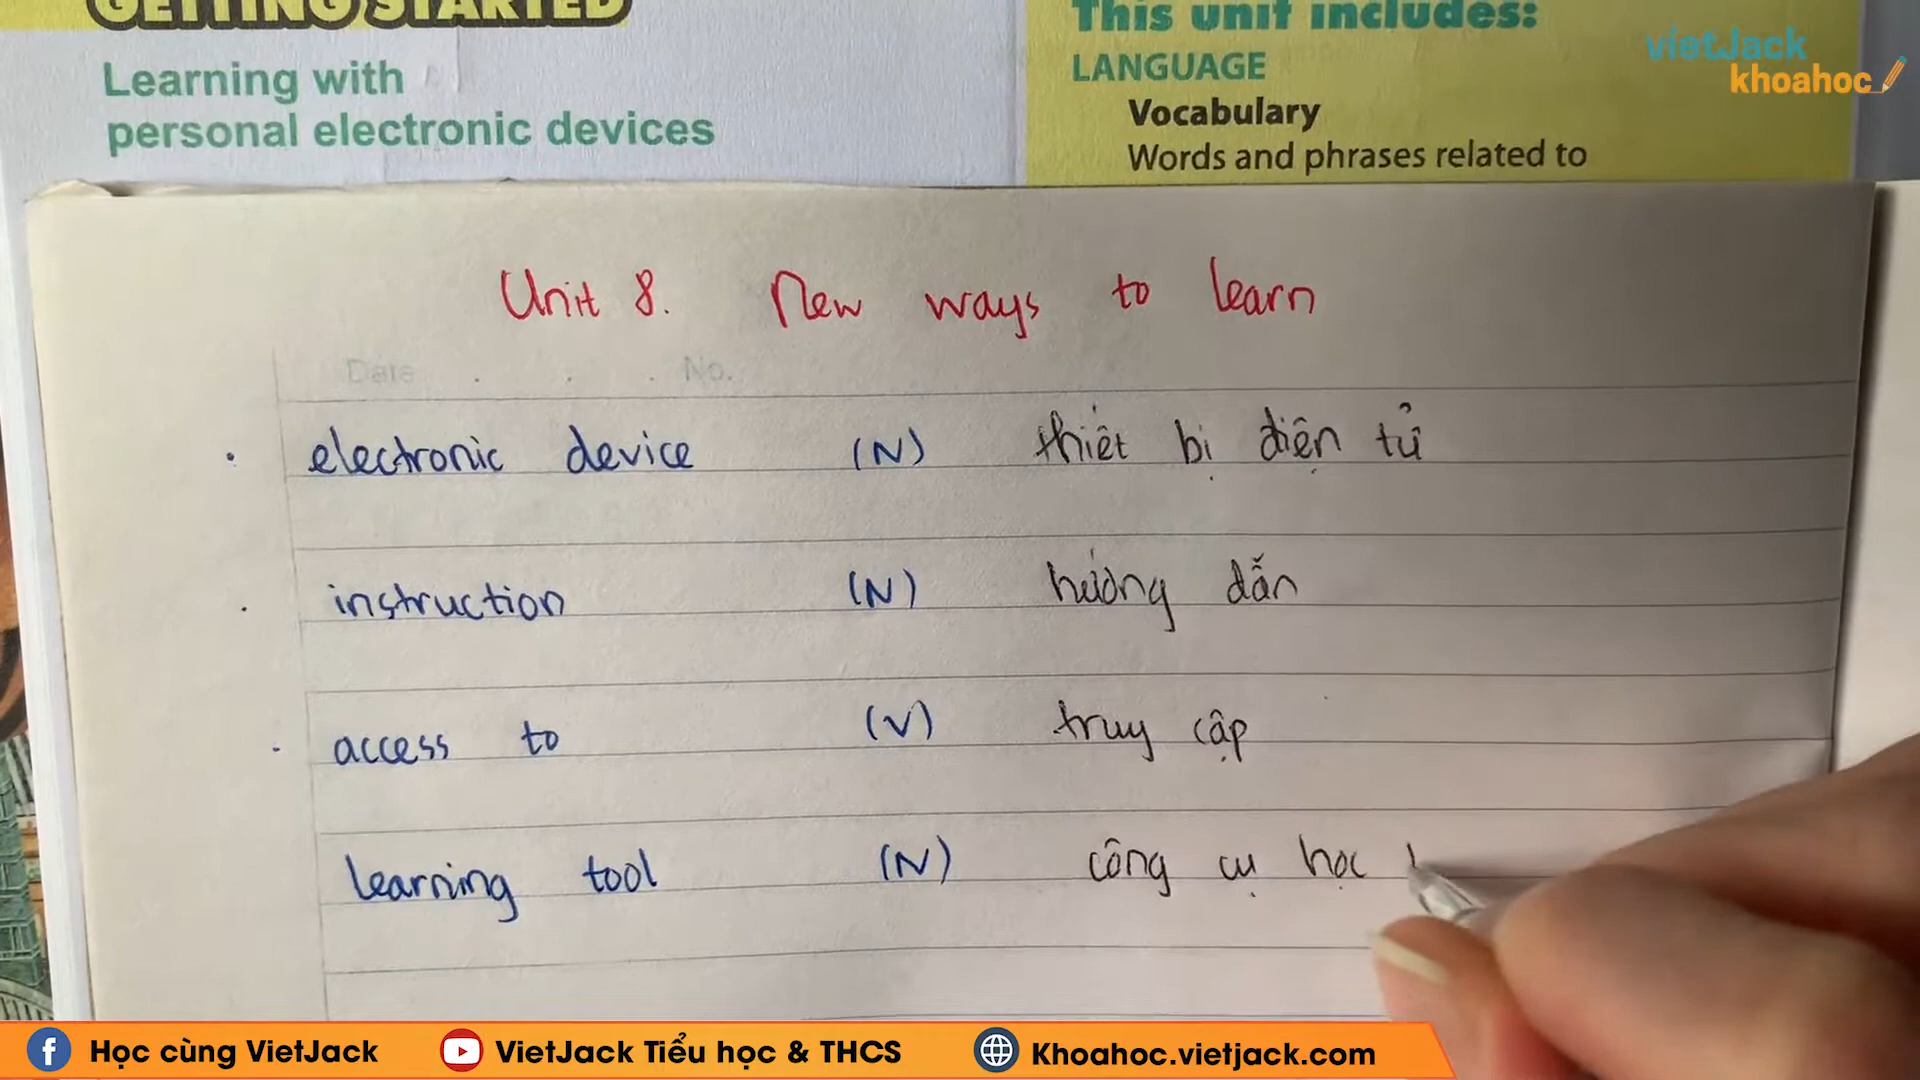 GETTING STARTED
Learning with
personal electronic devices
This unit includes:
LANGUAGE
Vocabulary
Words and phrases related to
vietJack
khoahoc
Unit 8. New ways to learn
Date . . . No.
electronic device (N) thiết bị điện tử
instruction (N) hướng dẫn
access to (V) truy cập
learning tool (N) công cụ học
Học cùng VietJack
VietJack Tiểu học & THCS
Khoahoc.vietjack.com